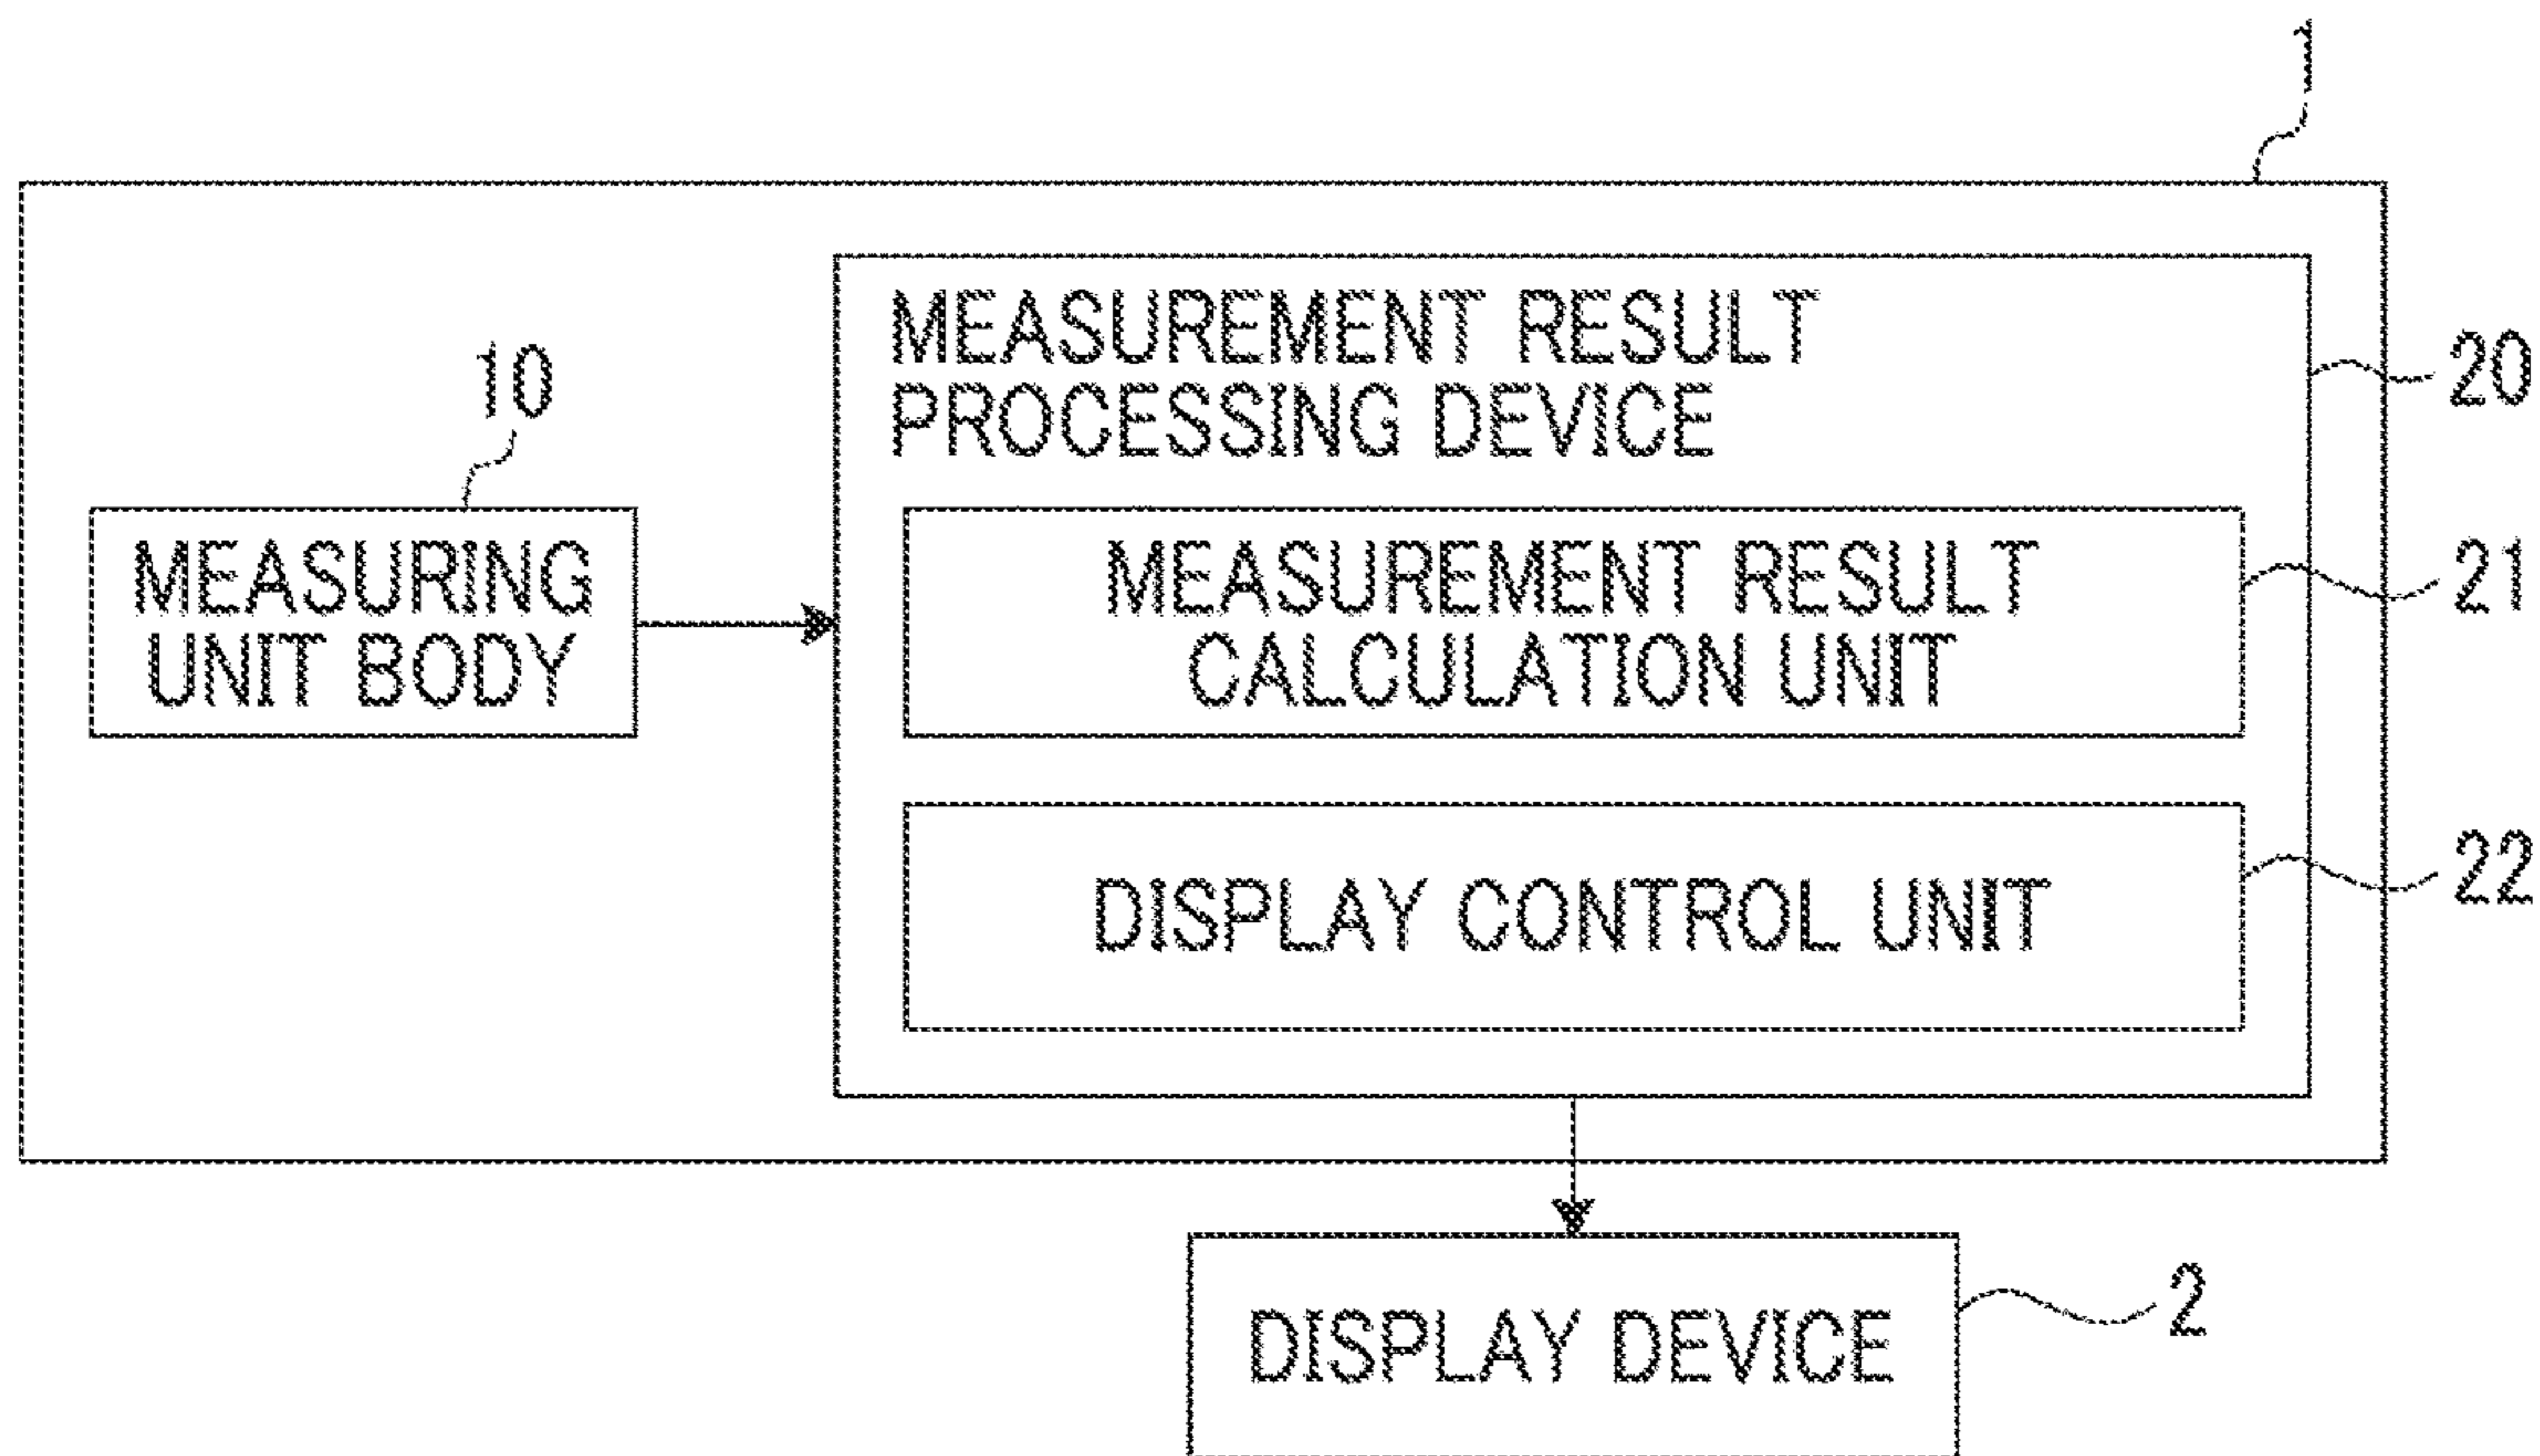 1
MEASUREMENT RESULT
PROCESSING DEVICE
20
10
MEASURING
UNIT BODY
MEASUREMENT RESULT
CALCULATION UNIT
21
DISPLAY CONTROL UNIT
22
DISPLAY DEVICE
2